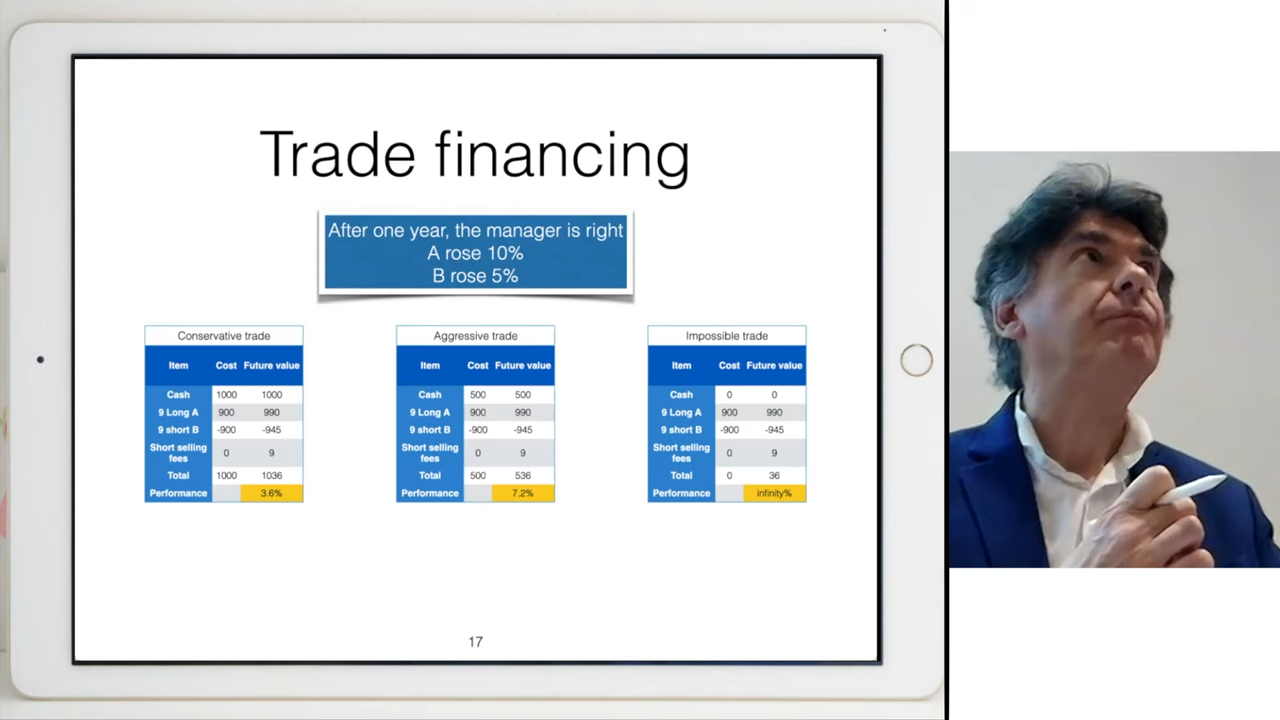 Trade financing
After one year, the manager is right
A rose 10%
B rose 5%
Conservative trade
Item Cost Future value
Cash 1000 1000
9 Long A 900 990
9 short B -900 -945
Short selling
fees 0 9
Total 1000 1036
Performance 3.6%
Aggressive trade
Item Cost Future value
Cash 500 500
9 Long A 900 990
9 short B -900 -945
Short selling
fees 0 9
Total 500 536
Performance 7.2%
Impossible trade
Item Cost Future value
Cash 0 0
9 Long A 900 990
9 short B -900 -945
Short selling
fees 0 9
Total 0 36
Performance infinity%
17